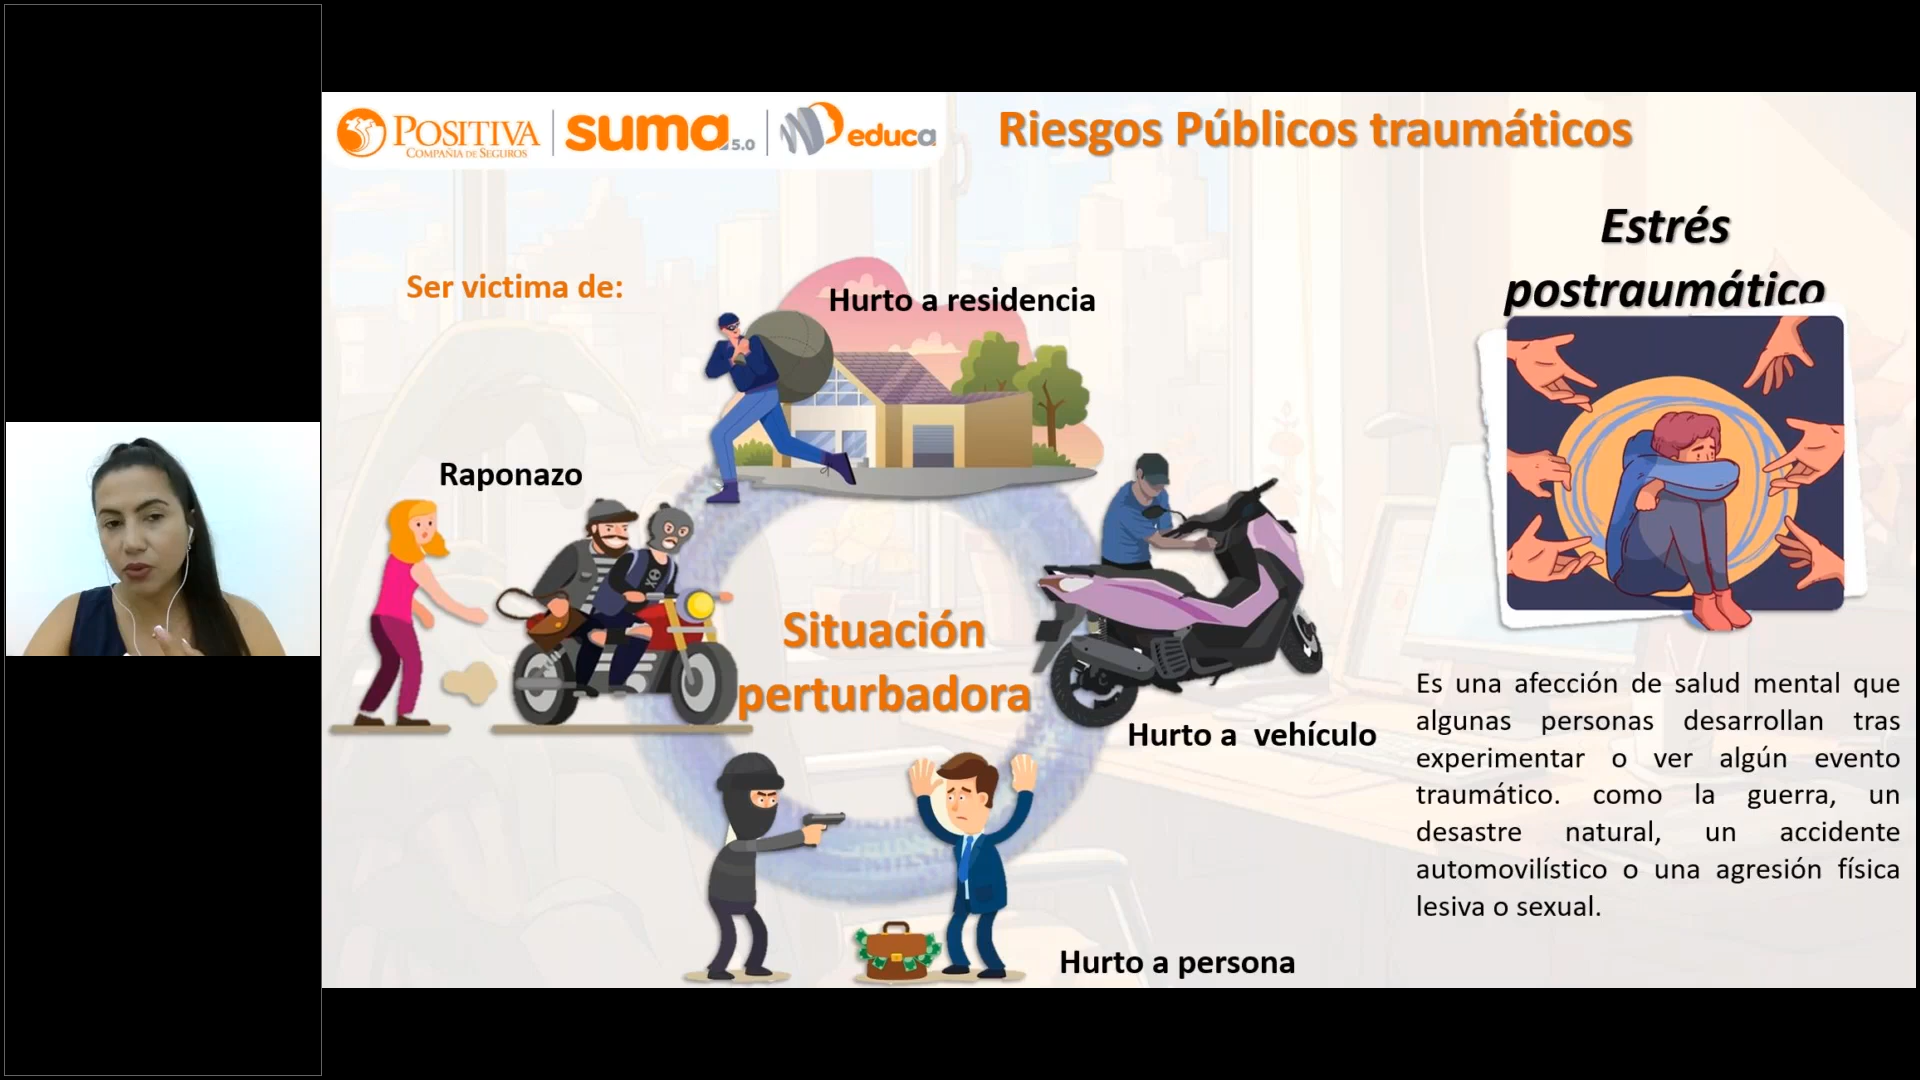 POSITIVA
COMPAÑIA DE SEGUROS
suma 5.0
educa
Riesgos Públicos traumáticos
Ser victima de:
Hurto a residencia
Raponazo
Situación
perturbadora
Hurto a vehículo
Hurto a persona
Estrés
postraumático
Es una afección de salud mental que
algunas personas desarrollan tras
experimentar o ver algún evento
traumático. como la guerra, un
desastre natural, un accidente
automovilístico o una agresión física
lesiva o sexual.